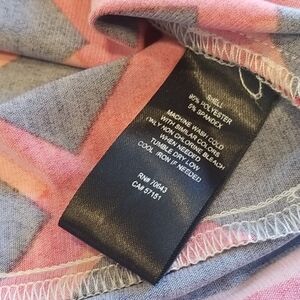 SHELL
95% POLYESTER
5% SPANDEX
MACHINE WASH COLD
WITH SIMILAR COLORS
ONLY NON CHLORINE BLEACH
WHEN NEEDED
TUMBLE DRY LOW
COOL IRON IF NEEDED
RN# 70643
CA# 57151